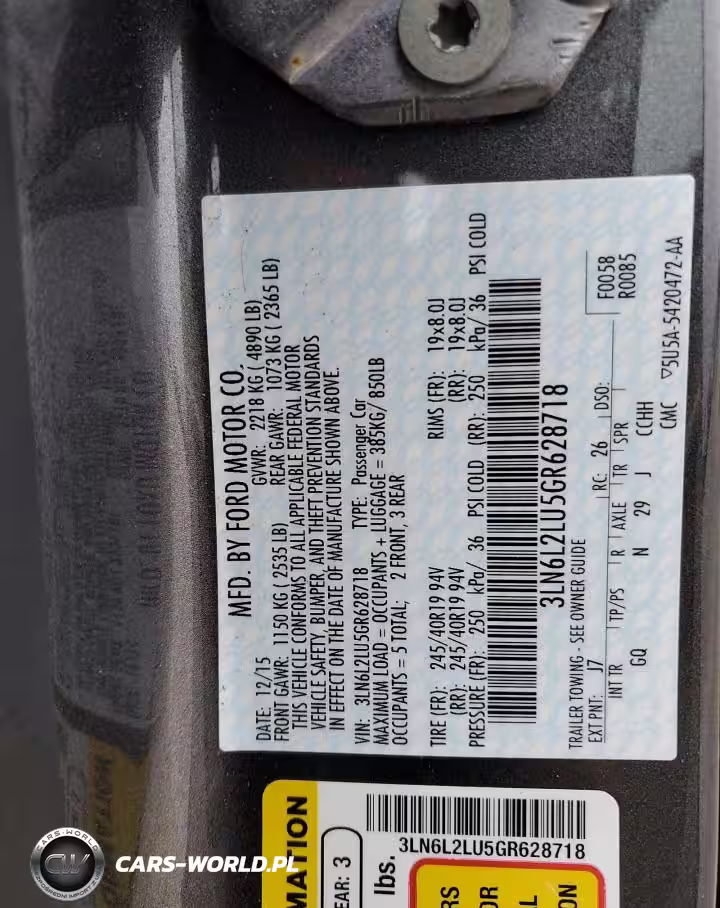 MFD. BY FORD MOTOR CO.
DATE: 12/15 GVWR: 2218 KG ( 4890 LB)
FRONT GAWR: 1150 KG ( 2535 LB) REAR GAWR: 1073 KG ( 2365 LB)
THIS VEHICLE CONFORMS TO ALL APPLICABLE FEDERAL MOTOR
VEHICLE SAFETY, BUMPER, AND THEFT PREVENTION STANDARDS
IN EFFECT ON THE DATE OF MANUFACTURE SHOWN ABOVE.
VIN: 3LN6L2LU5GR628718 TYPE: Passenger Car
MAXIMUM LOAD = OCCUPANTS + LUGGAGE = 385KG/ 850LB
OCCUPANTS = 5 TOTAL; 2 FRONT, 3 REAR
TIRE (FR): 245/40R19 94V RIMS (FR): 19x8.0J
(RR): 245/40R19 94V (RR): 19x8.0J
PRESSURE (FR): 250 kPa/ 36 PSI COLD (RR): 250 kPa/ 36 PSI COLD
3LN6L2LU5GR628718
TRAILER TOWING - SEE OWNER GUIDE F0058
EXT PNT: J7 RC: 26 DSO: R0085
INT TR TP/PS R AXLE TR SPR
GQ N 29 J CCHH
CMC ▽5U5A-5420472-AA
MATION
EAR: 3
lbs.
3LN6L2LU5GR628718
RS
OR
L
ON
CARS-WORLD
CW
BEZPOŚREDNI IMPORT Z USA
CARS-WORLD.PL